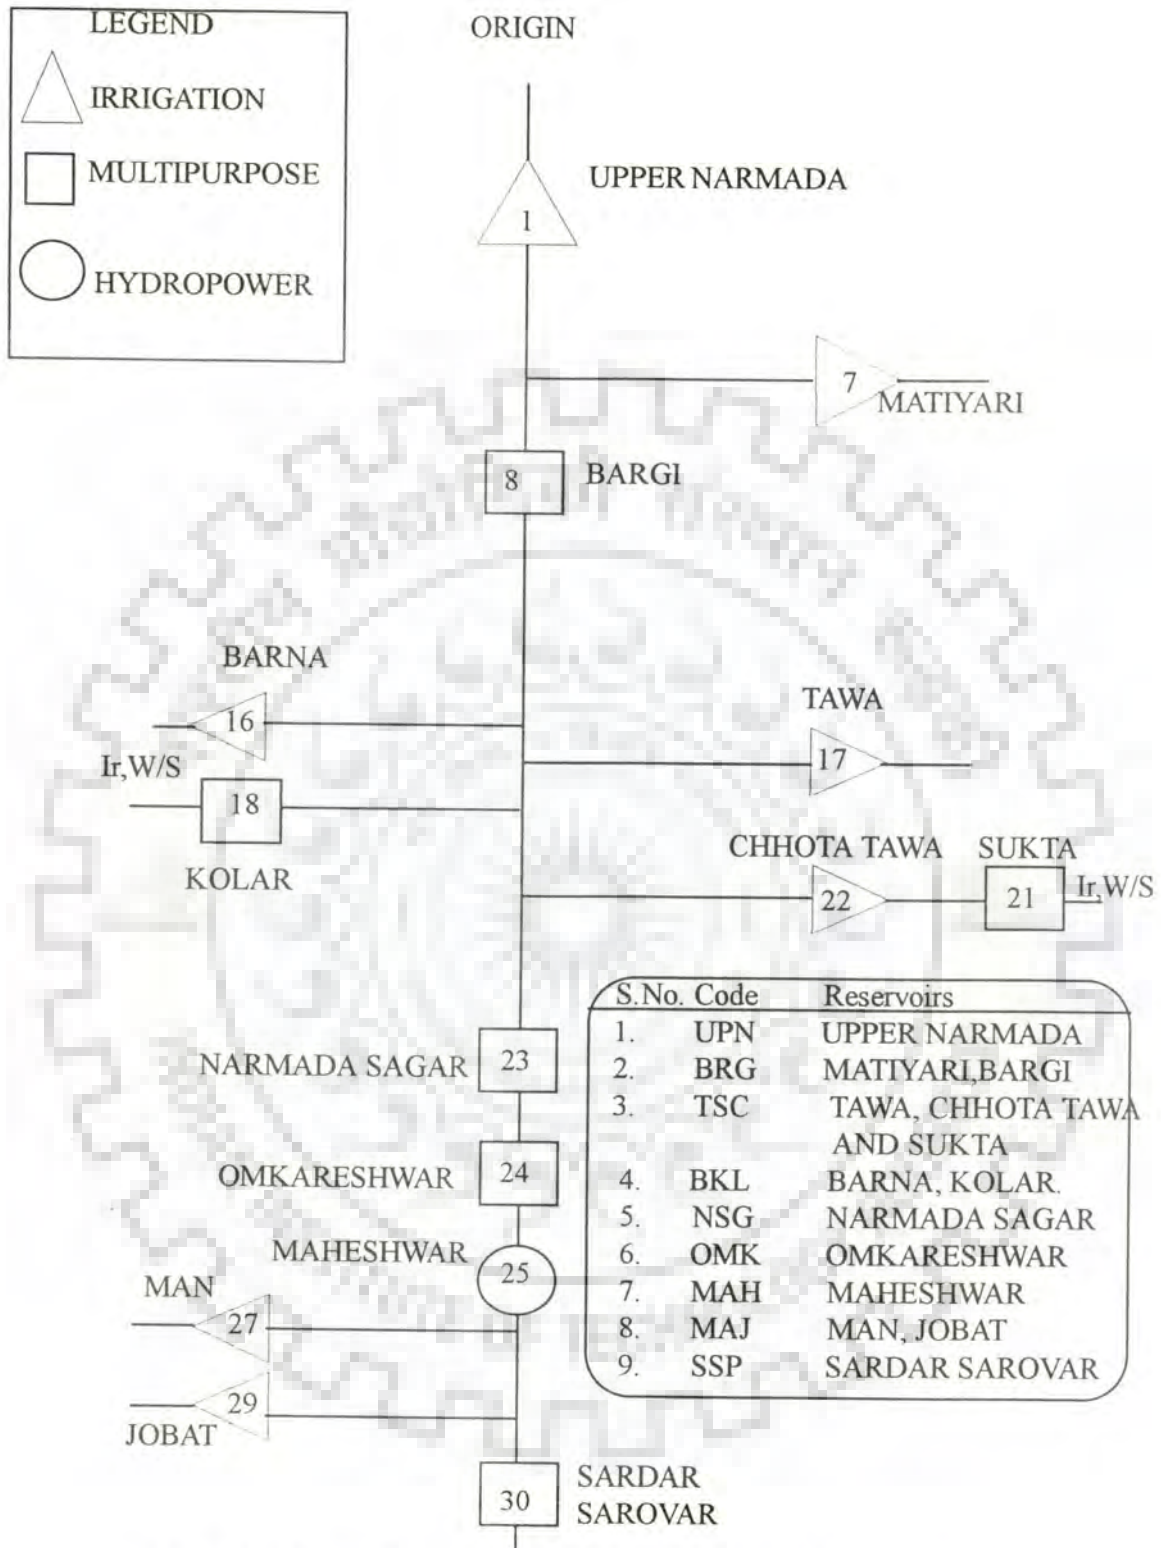 LEGEND
IRRIGATION
MULTIPURPOSE
HYDROPOWER
ORIGIN
UPPER NARMADA
1
7
MATIYARI
8
BARGI
BARNA
16
TAWA
17
Ir,W/S
18
KOLAR
CHHOTA TAWA
SUKTA
22
21
Ir,W/S
NARMADA SAGAR
23
OMKARESHWAR
24
MAHESHWAR
25
MAN
27
29
JOBAT
30
SARDAR
SAROVAR
S.No. Code Reservoirs
1. UPN UPPER NARMADA
2. BRG MATIYARI,BARGI
3. TSC TAWA, CHHOTA TAWA
AND SUKTA
4. BKL BARNA, KOLAR.
5. NSG NARMADA SAGAR
6. OMK OMKARESHWAR
7. MAH MAHESHWAR
8. MAJ MAN, JOBAT
9. SSP SARDAR SAROVAR